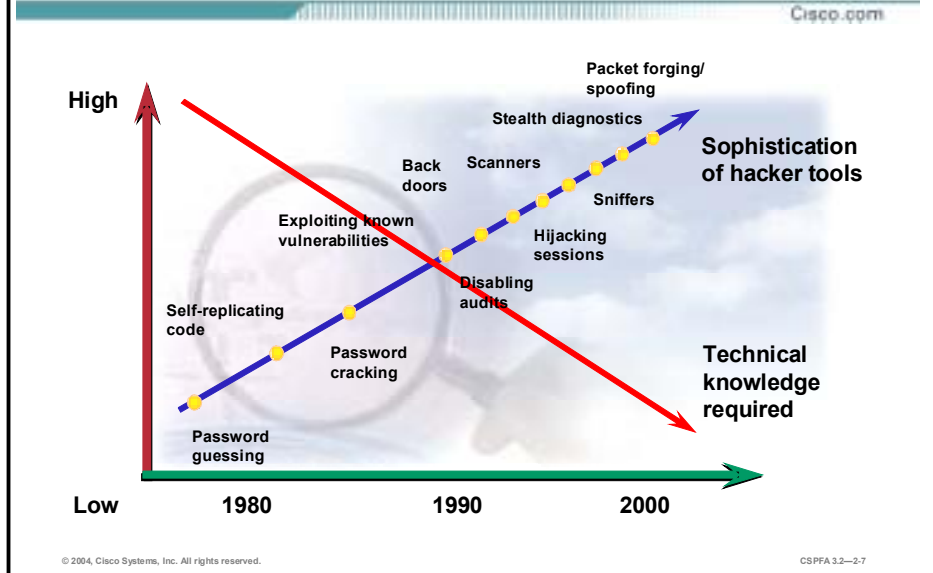 Cisco.com
Packet forging/
spoofing
High
Stealth diagnostics
Sophistication
of hacker tools
Back
doors
Scanners
Sniffers
Exploiting known
vulnerabilities
Hijacking
sessions
Disabling
audits
Self-replicating
code
Password
cracking
Technical
knowledge
required
Password
guessing
Low 1980 1990 2000
© 2004, Cisco Systems, Inc. All rights reserved. CSPFA 3.2—2-7